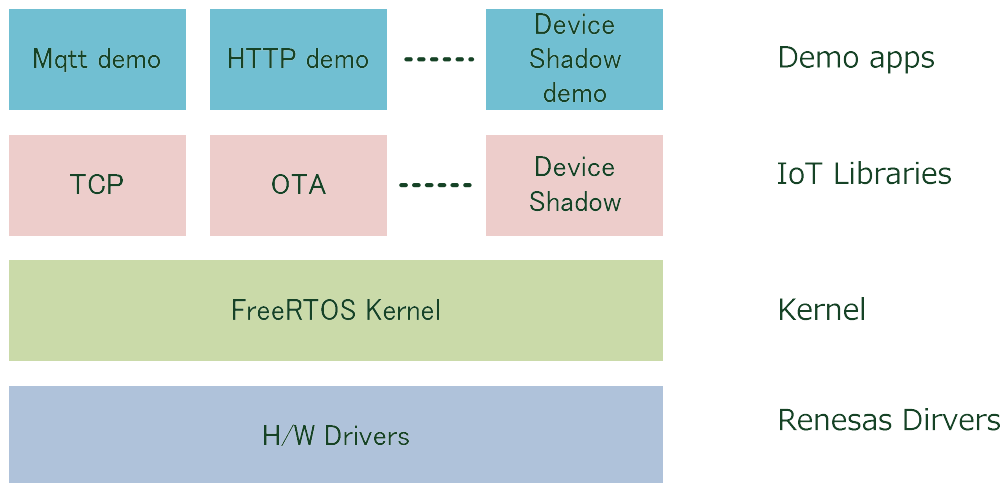 Mqtt demo
HTTP demo
Device
Shadow
demo
Demo apps
TCP
OTA
Device
Shadow
IoT Libraries
FreeRTOS Kernel
Kernel
H/W Drivers
Renesas Dirvers